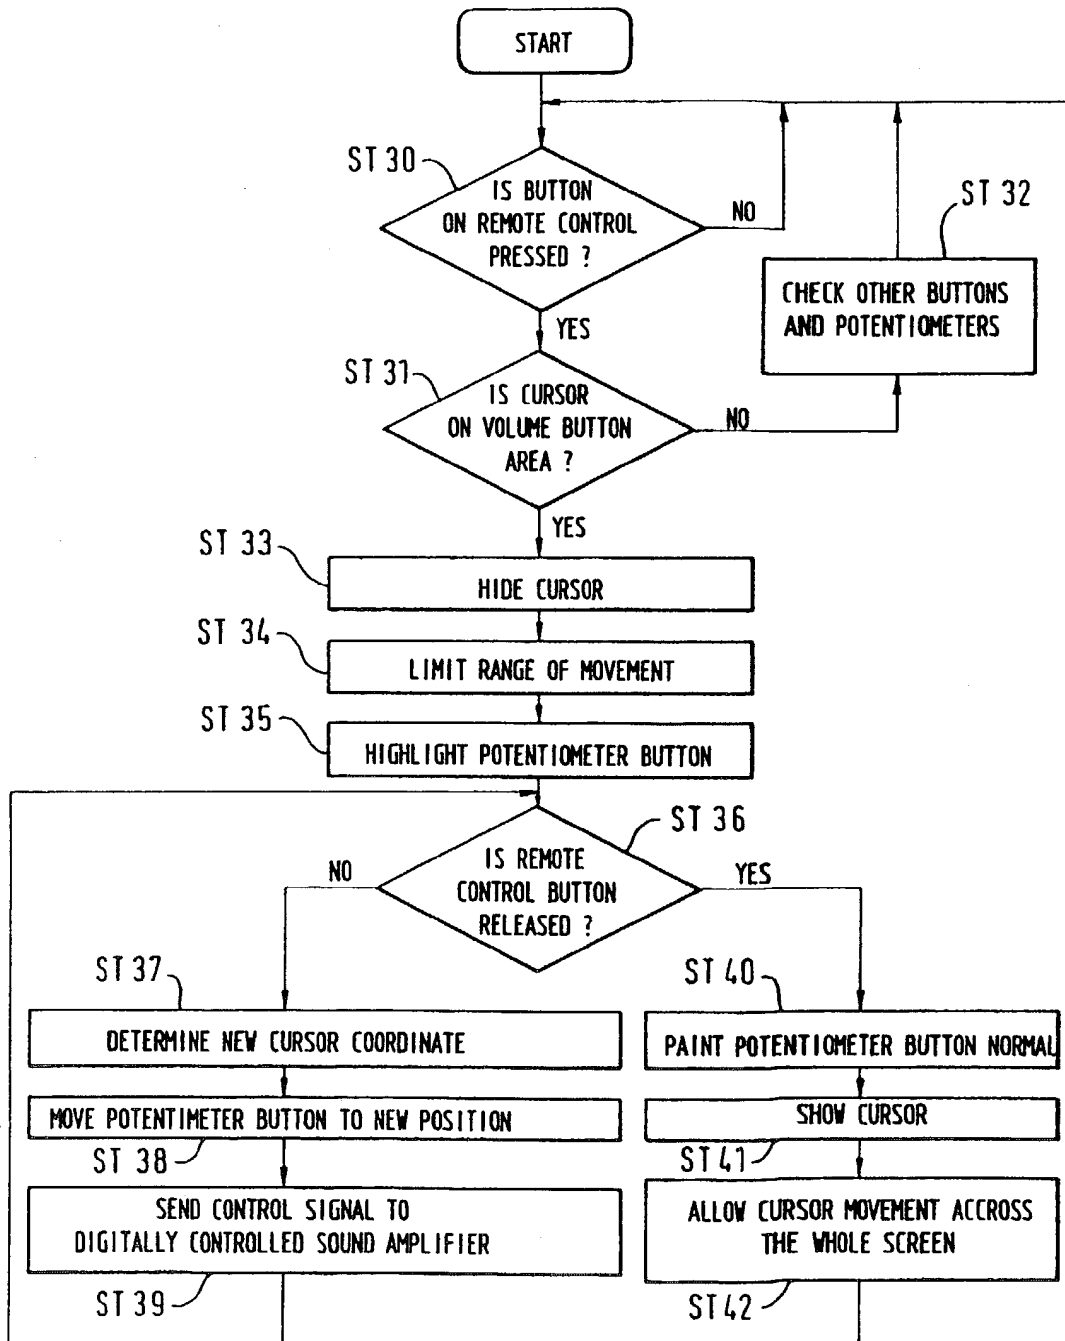 START
ST 30
IS BUTTON
ON REMOTE CONTROL
PRESSED ?
NO
ST 32
CHECK OTHER BUTTONS
AND POTENTIOMETERS
YES
ST 31
IS CURSOR
ON VOLUME BUTTON
AREA ?
NO
YES
ST 33
HIDE CURSOR
ST 34
LIMIT RANGE OF MOVEMENT
ST 35
HIGHLIGHT POTENTIOMETER BUTTON
ST 36
IS REMOTE
CONTROL BUTTON
RELEASED ?
NO
YES
ST 37
DETERMINE NEW CURSOR COORDINATE
MOVE POTENTIMETER BUTTON TO NEW POSITION
ST 38
SEND CONTROL SIGNAL TO
DIGITALLY CONTROLLED SOUND AMPLIFIER
ST 39
ST 40
PAINT POTENTIOMETER BUTTON NORMAL
SHOW CURSOR
ST 41
ALLOW CURSOR MOVEMENT ACCROSS
THE WHOLE SCREEN
ST 42